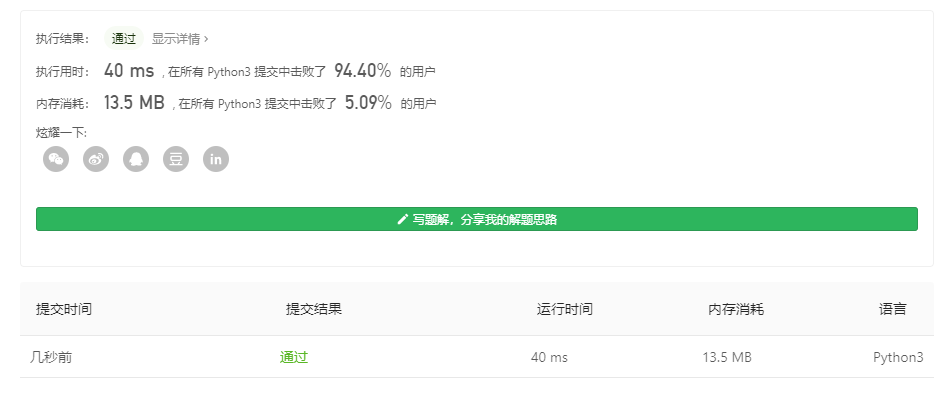 执行结果： 通过 显示详情 ›
执行用时： 40 ms , 在所有 Python3 提交中击败了 94.40% 的用户
内存消耗： 13.5 MB , 在所有 Python3 提交中击败了 5.09% 的用户
炫耀一下:
豆 in
写题解，分享我的解题思路
提交时间 提交结果 运行时间 内存消耗 语言
几秒前 通过 40 ms 13.5 MB Python3